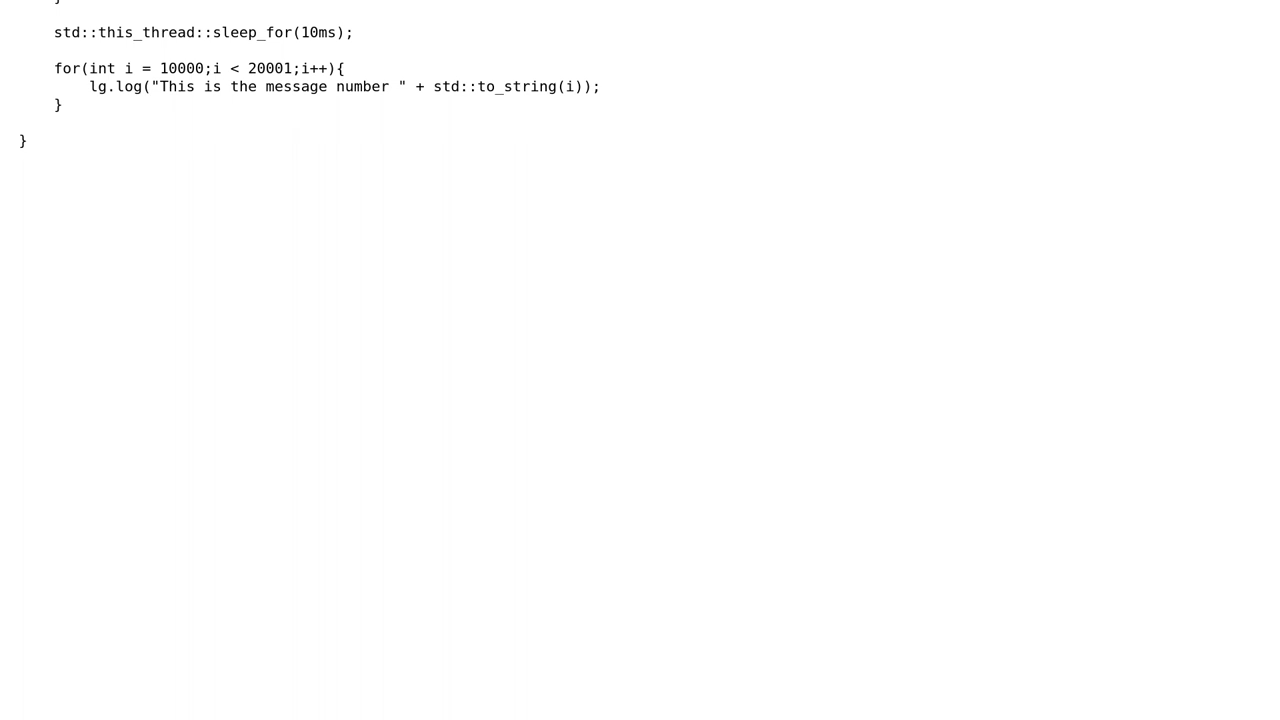 }
std::this_thread::sleep_for(10ms);
for(int i = 10000;i < 20001;i++){
lg.log("This is the message number " + std::to_string(i));
}
}